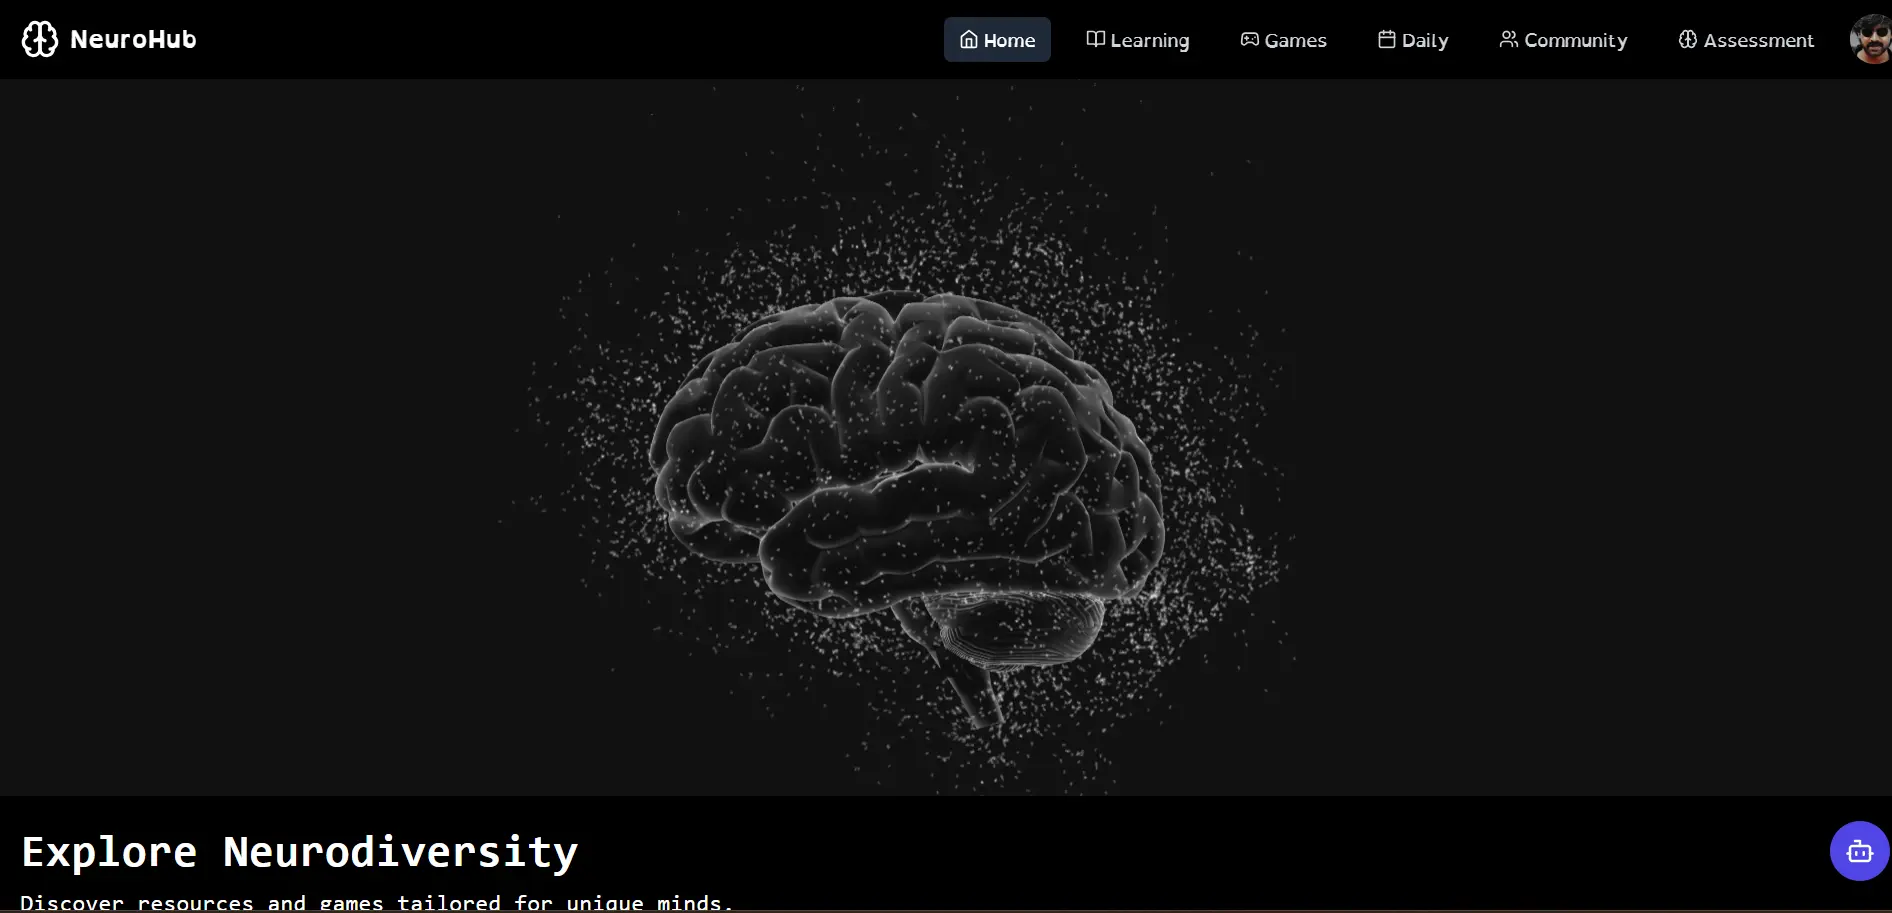 NeuroHub
Home Learning Games Daily Community Assessment
Explore Neurodiversity
Discover resources and games tailored for unique minds.